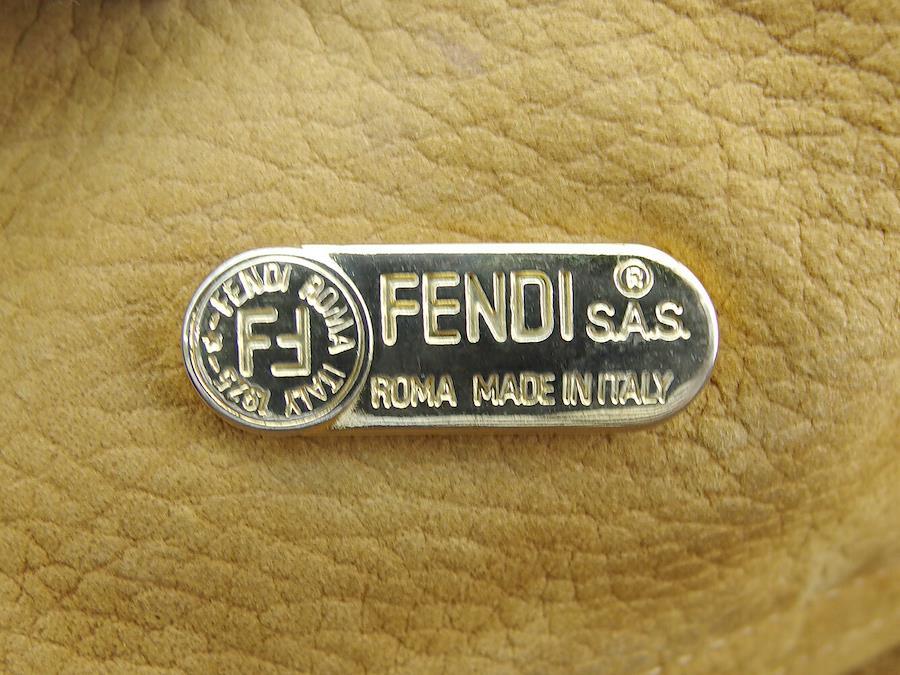 FENDI ROMA ITALY 1925
FF
FENDI ®
S.A.S.
ROMA MADE IN ITALY